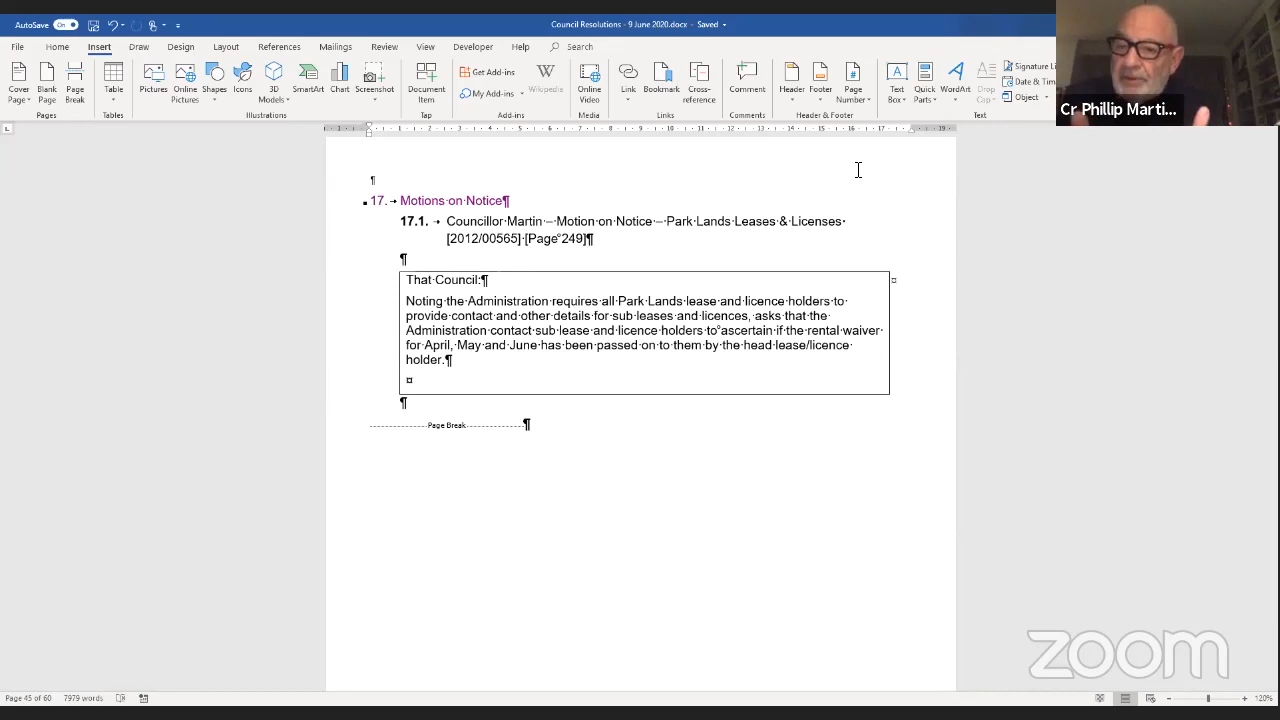 AutoSave On Council Resolutions - 9 June 2020.docx - Saved
File Home Insert Draw Design Layout References Mailings Review View Developer Help Search
Cover Page Blank Page Page Break Table Pictures Online Pictures Shapes Icons 3D Models SmartArt Chart Screenshot Document Item Get Add-ins My Add-ins Wikipedia Online Video Link Bookmark Cross-reference Comment Header Footer Page Number Text Box Quick Parts WordArt Drop Cap Signature Li Date & Tim Object
Pages Tables Illustrations Add-ins Media Links Comments Header & Footer Text
Cr Phillip Marti...
17. Motions on Notice
17.1. Councillor Martin – Motion on Notice – Park Lands Leases & Licenses
[2012/00565] [Page 249]
That Council:
Noting the Administration requires all Park Lands lease and licence holders to
provide contact and other details for sub leases and licences, asks that the
Administration contact sub lease and licence holders to ascertain if the rental waiver
for April, May and June has been passed on to them by the head lease/licence
holder.
Page Break
zoom
Page 45 of 60 7979 words 120%